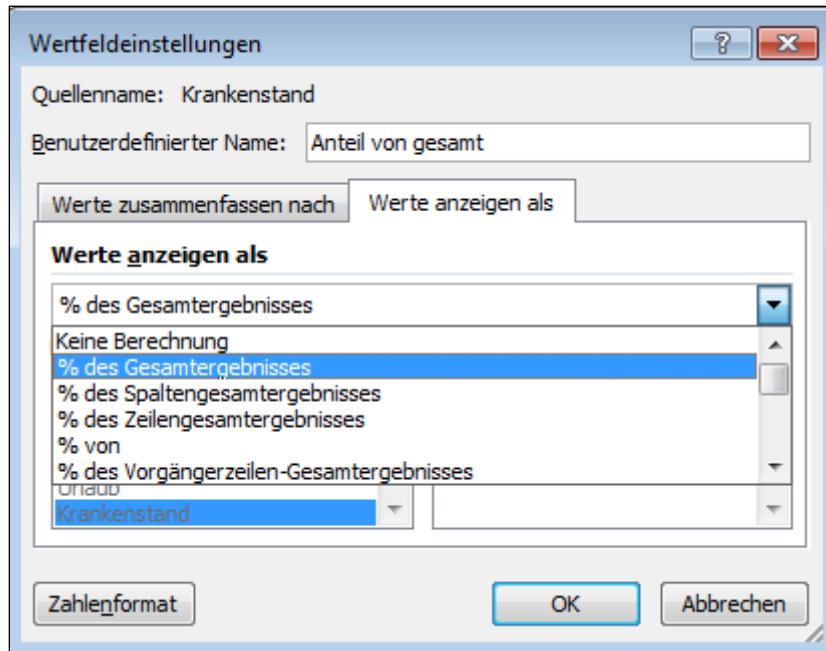 Wertfeldeinstellungen
Quellenname: Krankenstand
Benutzerdefinierter Name: Anteil von gesamt
Werte zusammenfassen nach Werte anzeigen als
Werte anzeigen als
% des Gesamtergebnisses
Keine Berechnung
% des Gesamtergebnisses
% des Spaltengesamtergebnisses
% des Zeilengesamtergebnisses
% von
% des Vorgängerzeilen-Gesamtergebnisses
Urlaub
Krankenstand
Zahlenformat OK Abbrechen